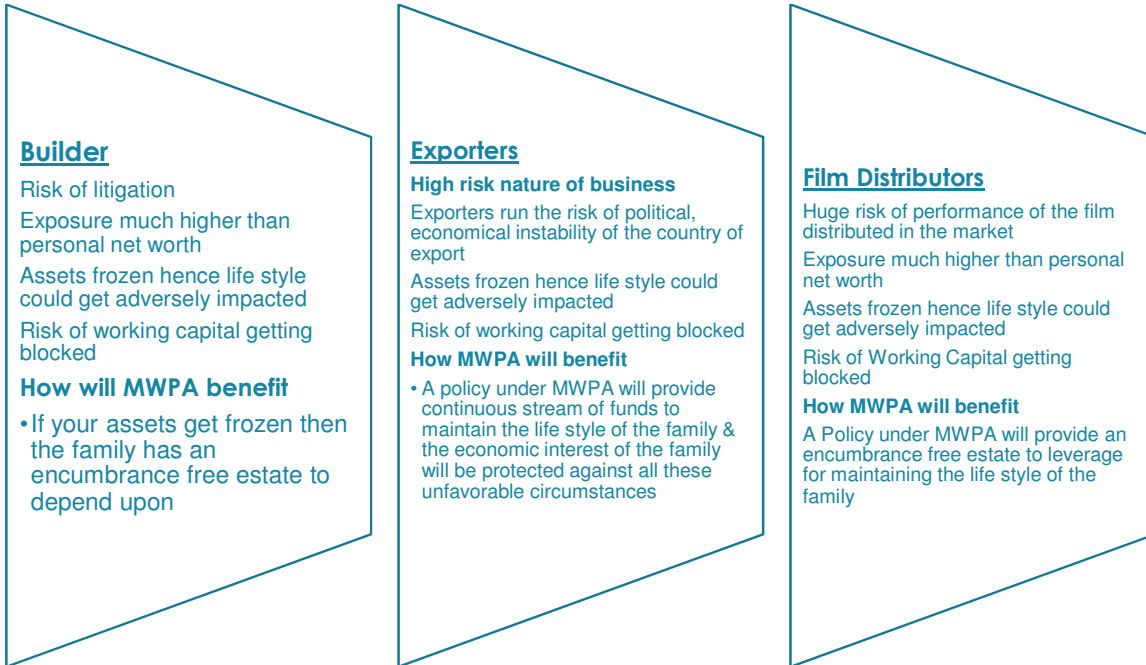 Builder
Risk of litigation
Exposure much higher than
personal net worth
Assets frozen hence life style
could get adversely impacted
Risk of working capital getting
blocked
How will MWPA benefit
• If your assets get frozen then
the family has an
encumbrance free estate to
depend upon
Exporters
High risk nature of business
Exporters run the risk of political,
economical instability of the country of
export
Assets frozen hence life style could
get adversely impacted
Risk of working capital getting blocked
How MWPA will benefit
• A policy under MWPA will provide
continuous stream of funds to
maintain the life style of the family &
the economic interest of the family
will be protected against all these
unfavorable circumstances
Film Distributors
Huge risk of performance of the film
distributed in the market
Exposure much higher than personal
net worth
Assets frozen hence life style could
get adversely impacted
Risk of Working Capital getting
blocked
How MWPA will benefit
A Policy under MWPA will provide an
encumbrance free estate to leverage
for maintaining the life style of the
family